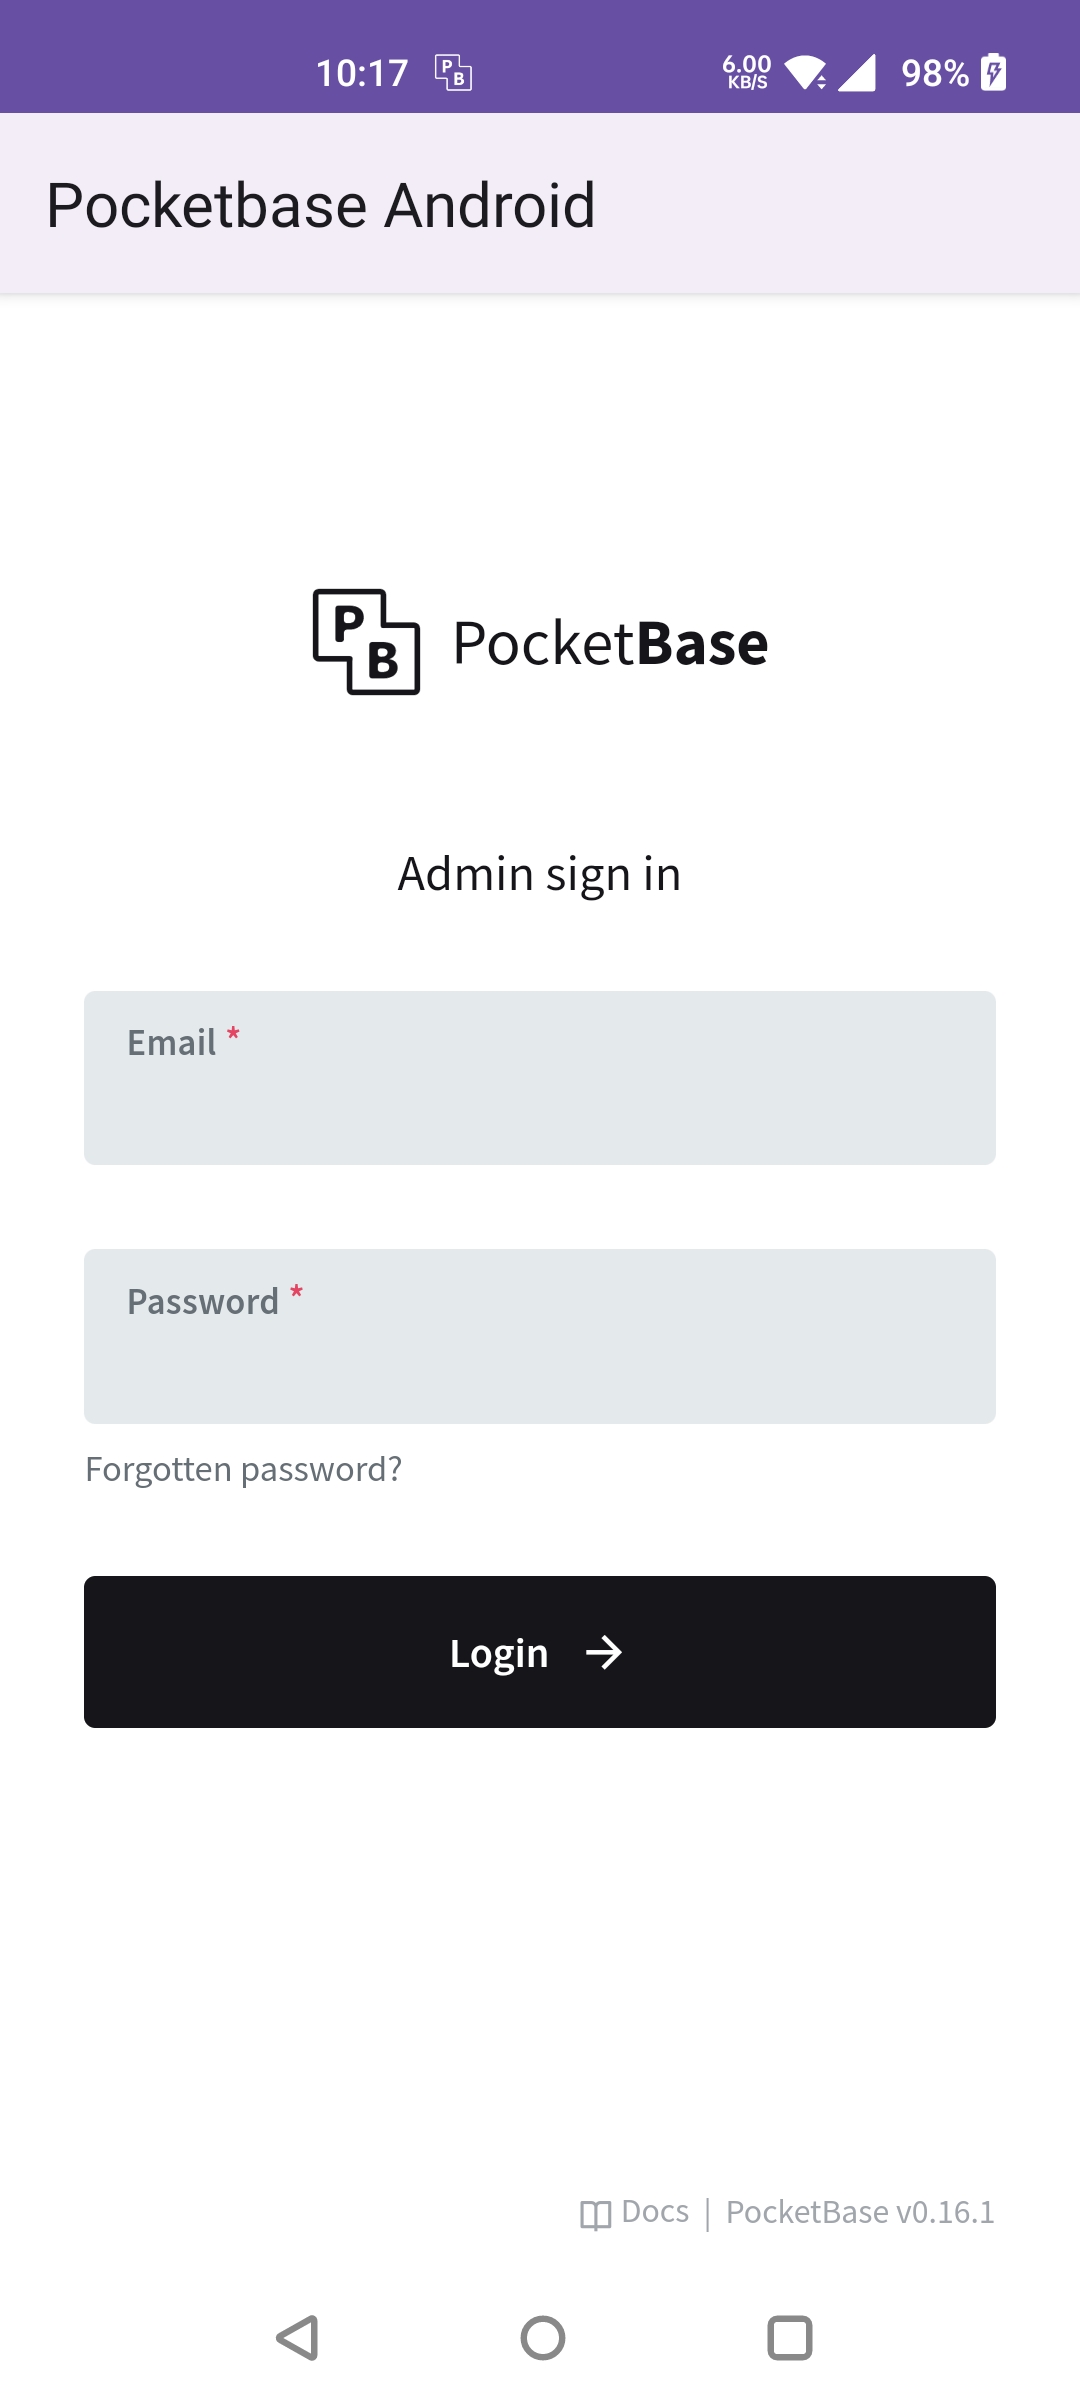 10:17 PB 6.00 KB/S 98%
Pocketbase Android
PB PocketBase
Admin sign in
Email *
Password *
Forgotten password?
Login →
Docs | PocketBase v0.16.1